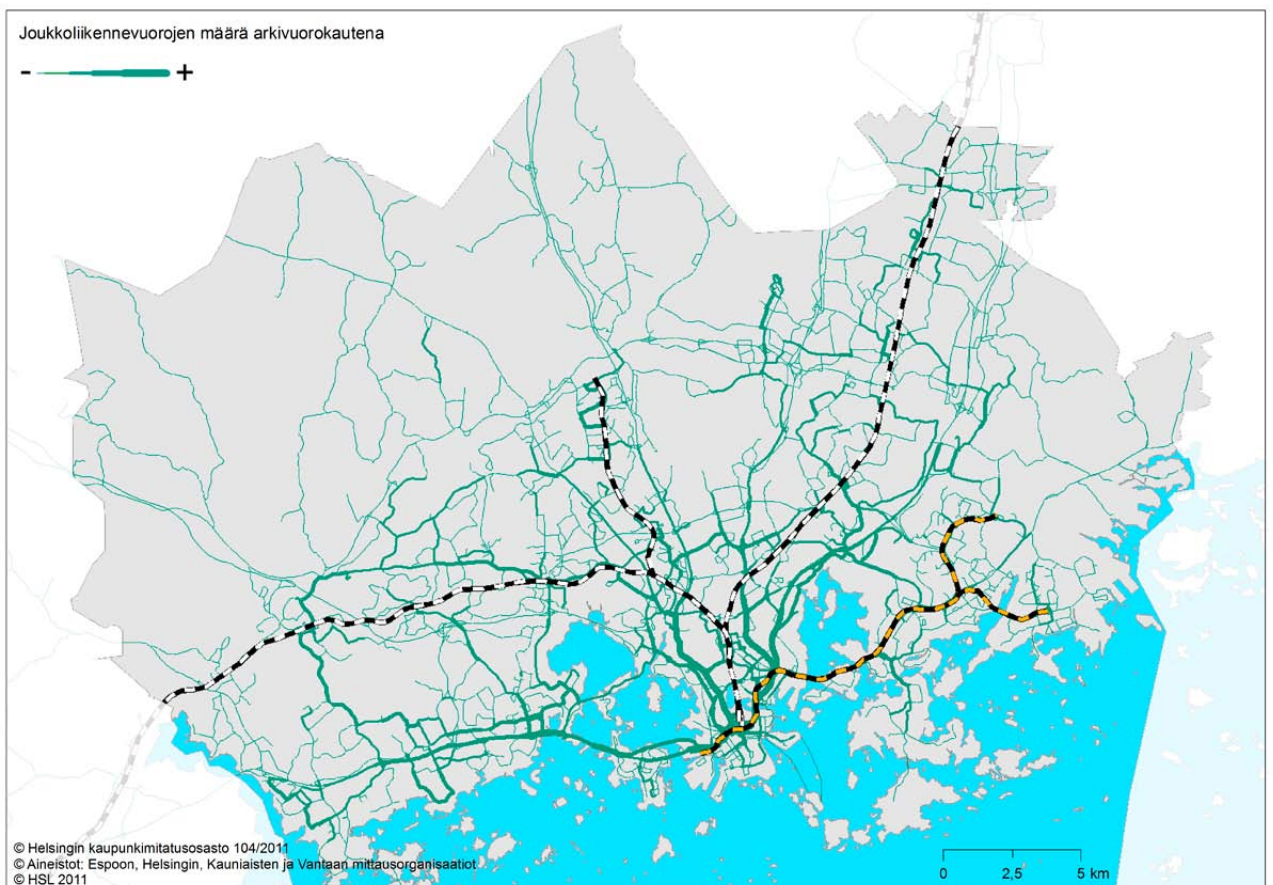 Joukkoliikennevuorojen määrä arkivuorokautena
- +
© Helsingin kaupunkimitatusosasto 104/2011
© Aineistot: Espoon, Helsingin, Kauniaisten ja Vantaan mittausorganisaatiot
© HSL 2011
0 2,5 5 km